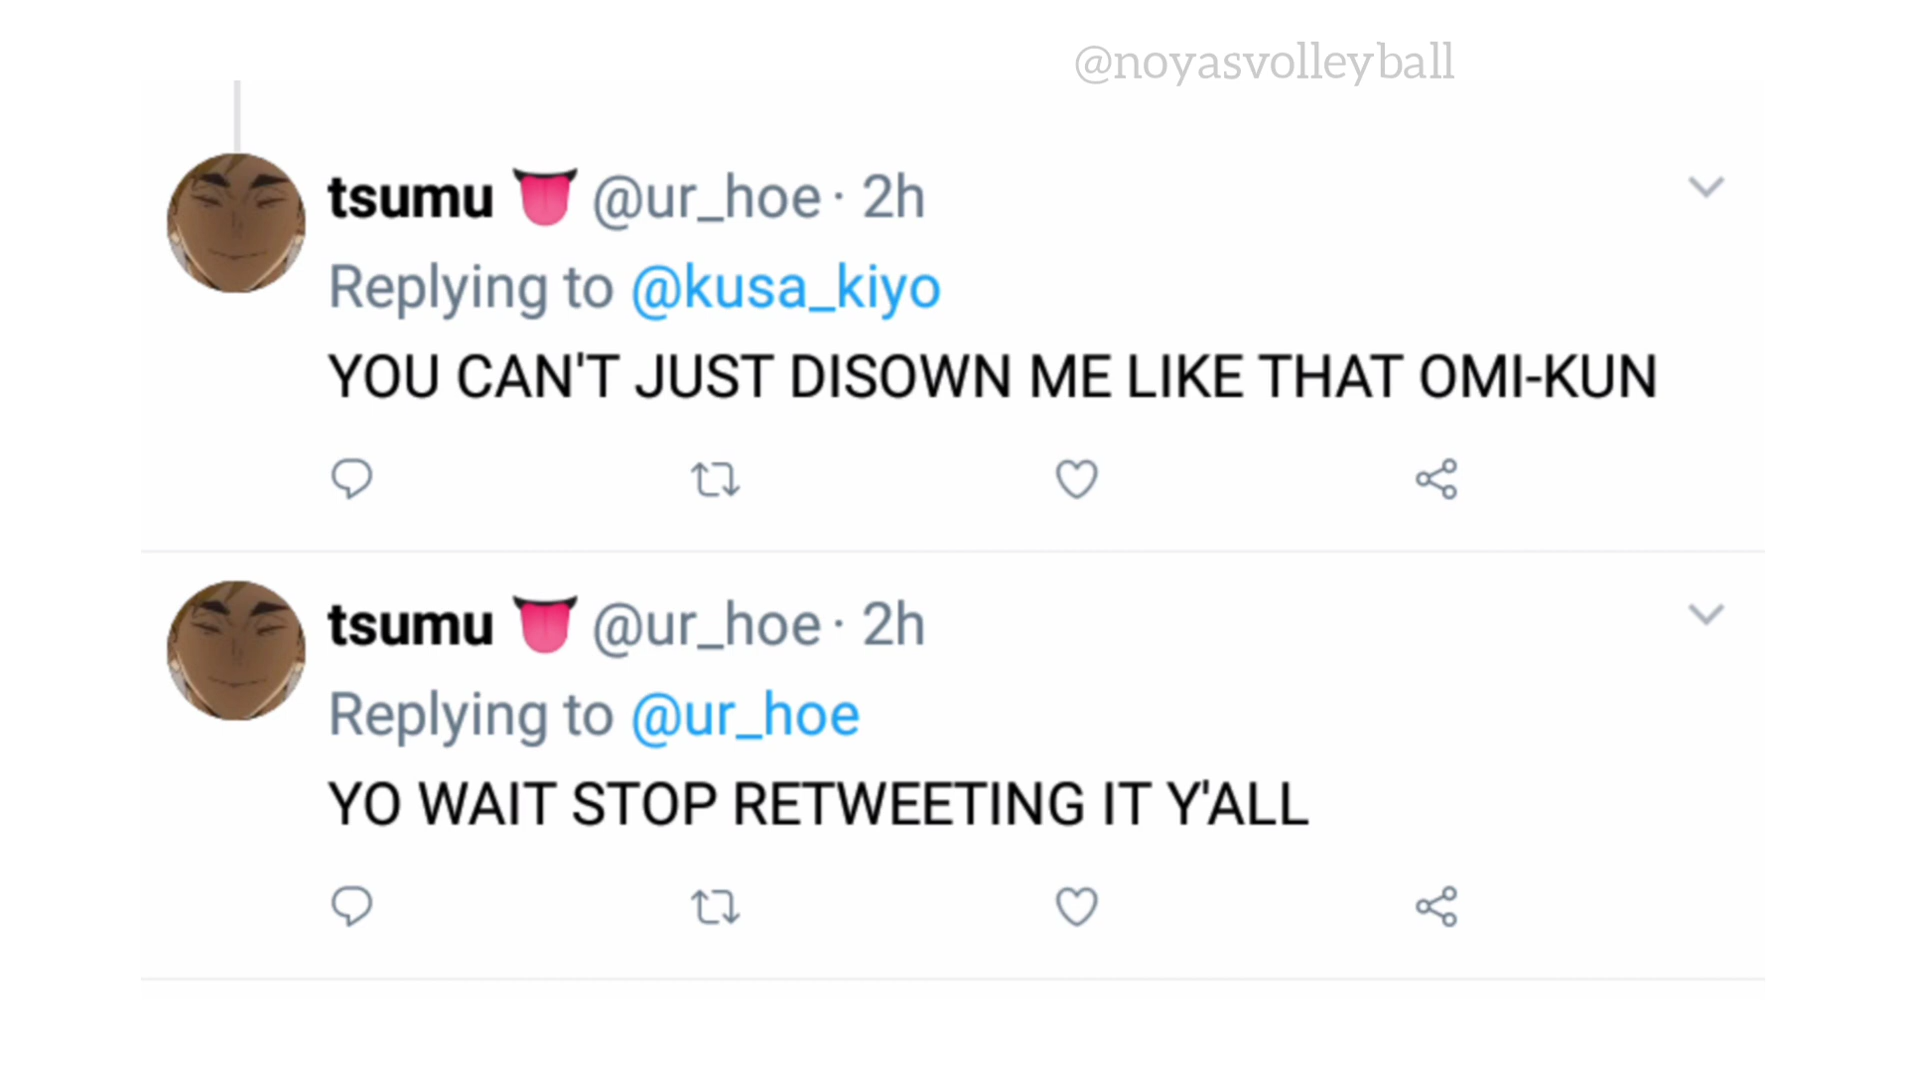 @noyasvolleyball
tsumu 👅 @ur_hoe · 2h
Replying to @kusa_kiyo
YOU CAN'T JUST DISOWN ME LIKE THAT OMI-KUN
tsumu 👅 @ur_hoe · 2h
Replying to @ur_hoe
YO WAIT STOP RETWEETING IT Y'ALL